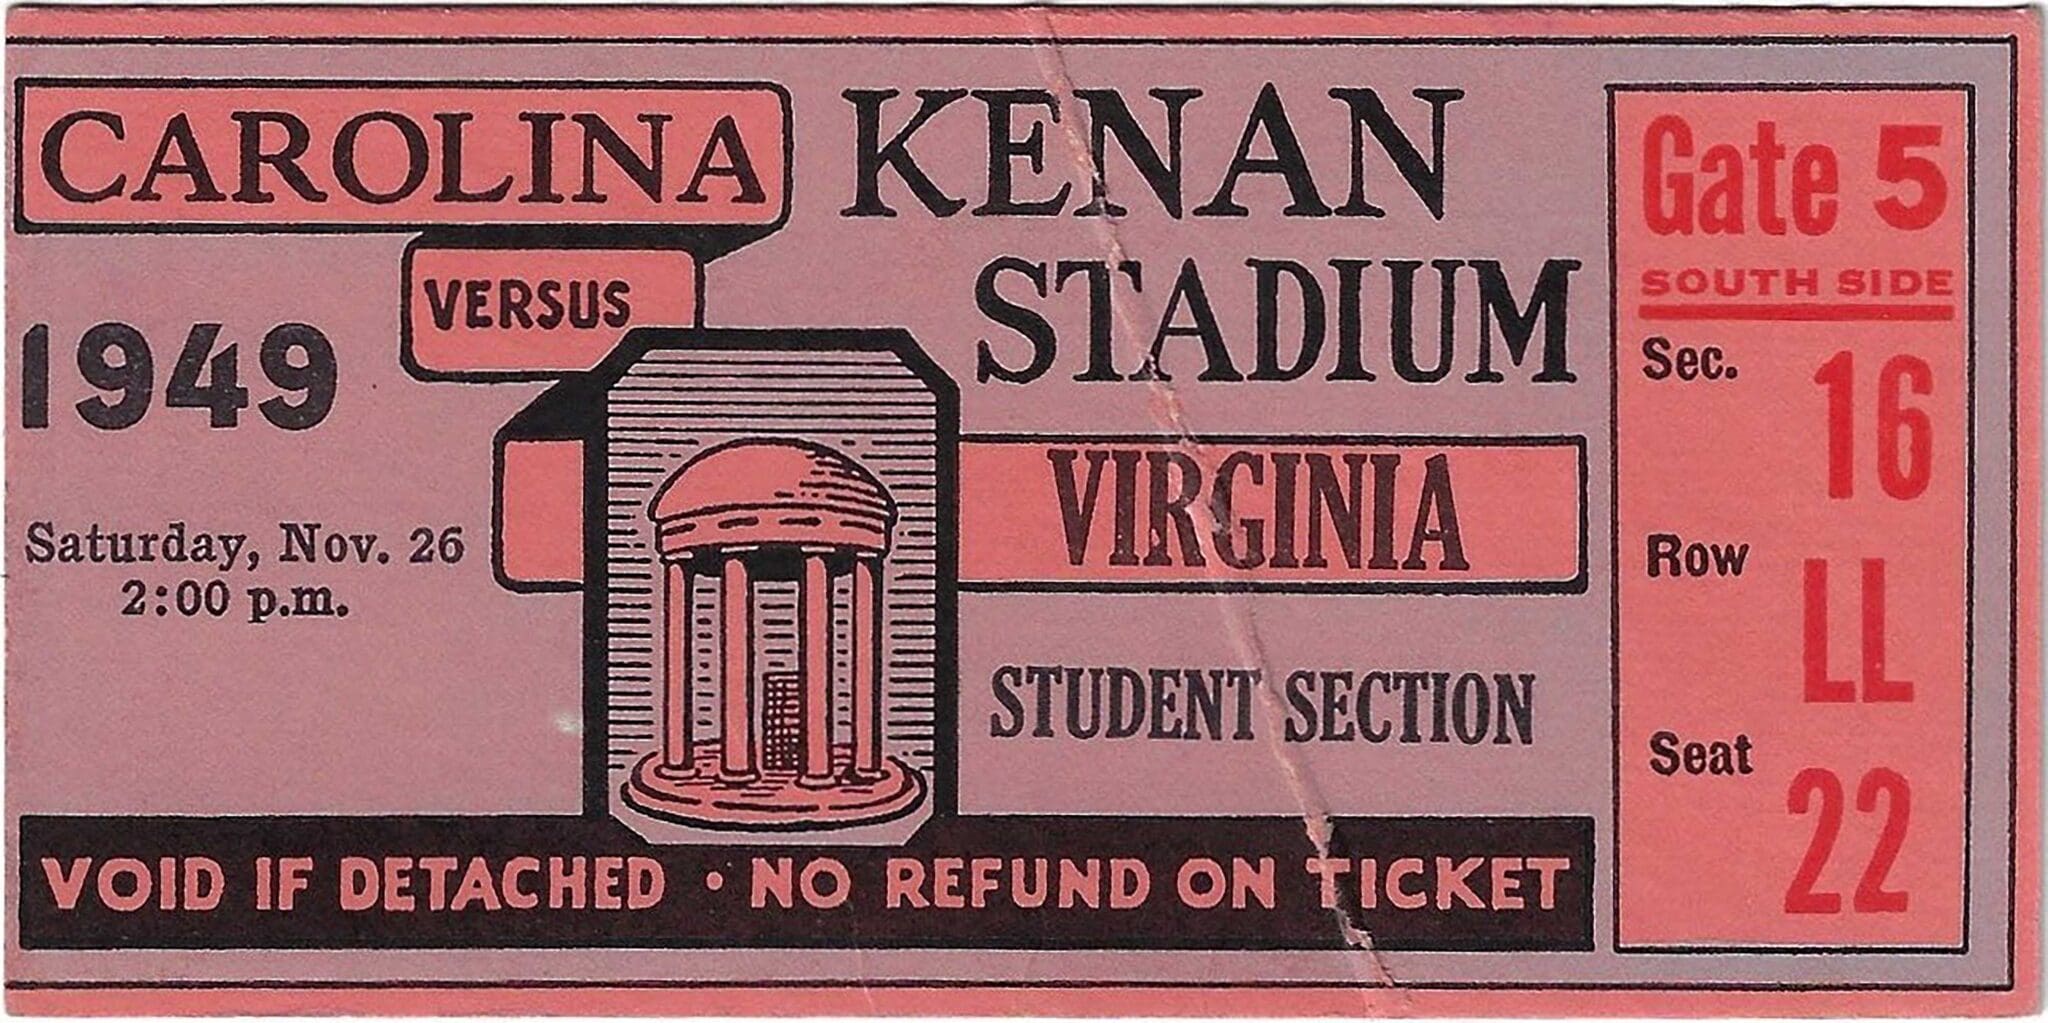 CAROLINA
VERSUS
VIRGINIA
1949
Saturday, Nov. 26
2:00 p.m.
KENAN
STADIUM
STUDENT SECTION
VOID IF DETACHED • NO REFUND ON TICKET
Gate 5
SOUTH SIDE
Sec. 16
Row LL
Seat 22